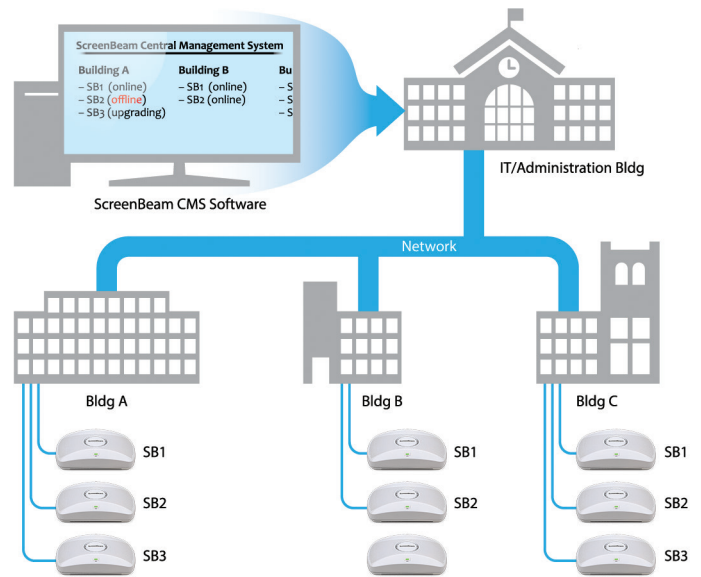 ScreenBeam Central Management System
Building A
– SB1 (online)
– SB2 (offline)
– SB3 (upgrading)
Building B
– SB1 (online)
– SB2 (online)
Bu
– S
– S
– S
ScreenBeam CMS Software
IT/Administration Bldg
Network
Bldg A
Bldg B
Bldg C
SB1
SB1
SB1
SB2
SB2
SB2
SB3
SB3